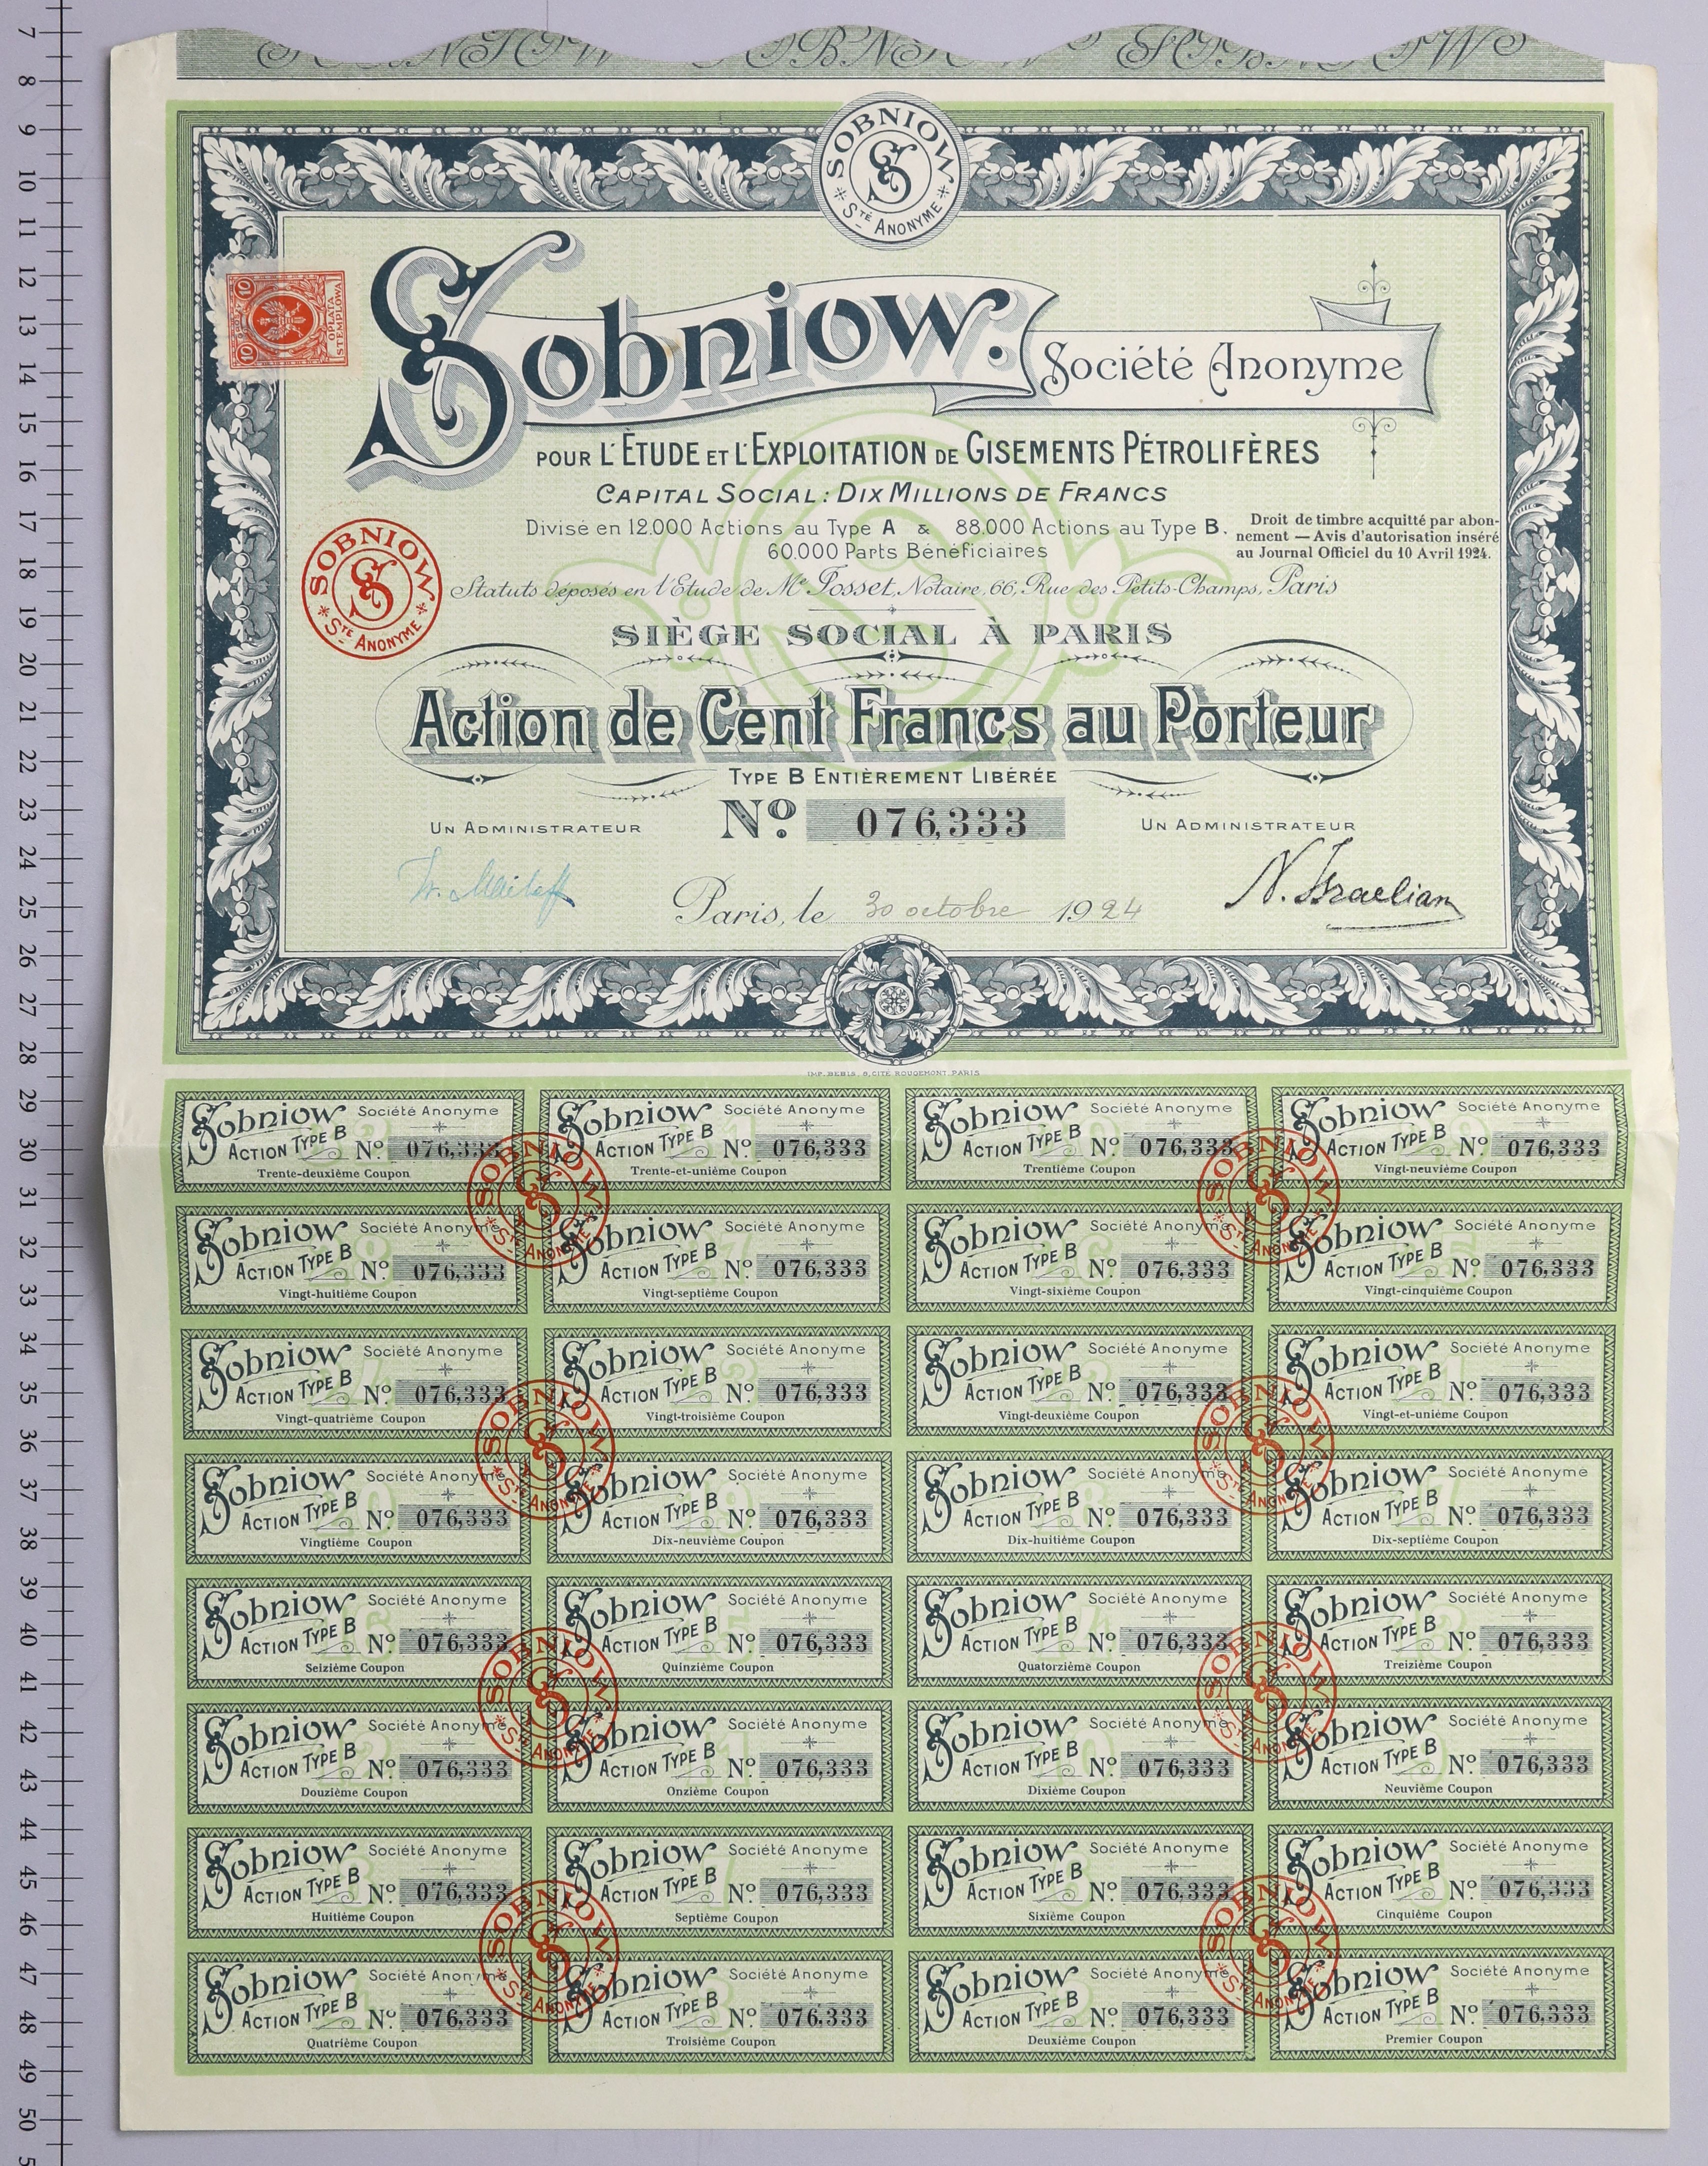 SOBNIOW
STÉ ANONYME
10 10
OPŁATA
STEMPLOWA
Sobniow.
Société Anonyme
POUR L'ÉTUDE ET L'EXPLOITATION DE GISEMENTS PÉTROLIFÈRES
CAPITAL SOCIAL : DIX MILLIONS DE FRANCS
Divisé en 12.000 Actions au Type A & 88.000 Actions au Type B.
60.000 Parts Bénéficiaires
Droit de timbre acquitté par abon-
nement — Avis d'autorisation inséré
au Journal Officiel du 10 Avril 1924.
Statuts déposés en l'Etude de Me Fosset, Notaire, 66, Rue des Petits-Champs, Paris
SOBNIOW
STÉ ANONYME
SIÈGE SOCIAL À PARIS
Action de Cent Francs au Porteur
TYPE B ENTIÈREMENT LIBÉRÉE
No. 076,333
UN ADMINISTRATEUR
UN ADMINISTRATEUR
N. Israelian
Paris, le 30 octobre 1924
IMP. BEBIS, 8, CITÉ ROUGEMONT, PARIS
Sobniow Société Anonyme
ACTION TYPE B No. 076,333
Trente-deuxième Coupon
Sobniow Société Anonyme
ACTION TYPE B No. 076,333
Trente-et-unième Coupon
Sobniow Société Anonyme
ACTION TYPE B No. 076,333
Trentième Coupon
Sobniow Société Anonyme
ACTION TYPE B No. 076,333
Vingt-neuvième Coupon
Sobniow Société Anonyme
ACTION TYPE B No. 076,333
Vingt-huitième Coupon
Sobniow Société Anonyme
ACTION TYPE B No. 076,333
Vingt-septième Coupon
Sobniow Société Anonyme
ACTION TYPE B No. 076,333
Vingt-sixième Coupon
Sobniow Société Anonyme
ACTION TYPE B No. 076,333
Vingt-cinquième Coupon
Sobniow Société Anonyme
ACTION TYPE B No. 076,333
Vingt-quatrième Coupon
Sobniow Société Anonyme
ACTION TYPE B No. 076,333
Vingt-troisième Coupon
Sobniow Société Anonyme
ACTION TYPE B No. 076,333
Vingt-deuxième Coupon
Sobniow Société Anonyme
ACTION TYPE B No. 076,333
Vingt-et-unième Coupon
Sobniow Société Anonyme
ACTION TYPE B No. 076,333
Vingtième Coupon
Sobniow Société Anonyme
ACTION TYPE B No. 076,333
Dix-neuvième Coupon
Sobniow Société Anonyme
ACTION TYPE B No. 076,333
Dix-huitième Coupon
Sobniow Société Anonyme
ACTION TYPE B No. 076,333
Dix-septième Coupon
Sobniow Société Anonyme
ACTION TYPE B No. 076,333
Seizième Coupon
Sobniow Société Anonyme
ACTION TYPE B No. 076,333
Quinzième Coupon
Sobniow Société Anonyme
ACTION TYPE B No. 076,333
Quatorzième Coupon
Sobniow Société Anonyme
ACTION TYPE B No. 076,333
Treizième Coupon
Sobniow Société Anonyme
ACTION TYPE B No. 076,333
Douzième Coupon
Sobniow Société Anonyme
ACTION TYPE B No. 076,333
Onzième Coupon
Sobniow Société Anonyme
ACTION TYPE B No. 076,333
Dixième Coupon
Sobniow Société Anonyme
ACTION TYPE B No. 076,333
Neuvième Coupon
Sobniow Société Anonyme
ACTION TYPE B No. 076,333
Huitième Coupon
Sobniow Société Anonyme
ACTION TYPE B No. 076,333
Septième Coupon
Sobniow Société Anonyme
ACTION TYPE B No. 076,333
Sixième Coupon
Sobniow Société Anonyme
ACTION TYPE B No. 076,333
Cinquième Coupon
Sobniow Société Anonyme
ACTION TYPE B No. 076,333
Quatrième Coupon
Sobniow Société Anonyme
ACTION TYPE B No. 076,333
Troisième Coupon
Sobniow Société Anonyme
ACTION TYPE B No. 076,333
Deuxième Coupon
Sobniow Société Anonyme
ACTION TYPE B No. 076,333
Premier Coupon